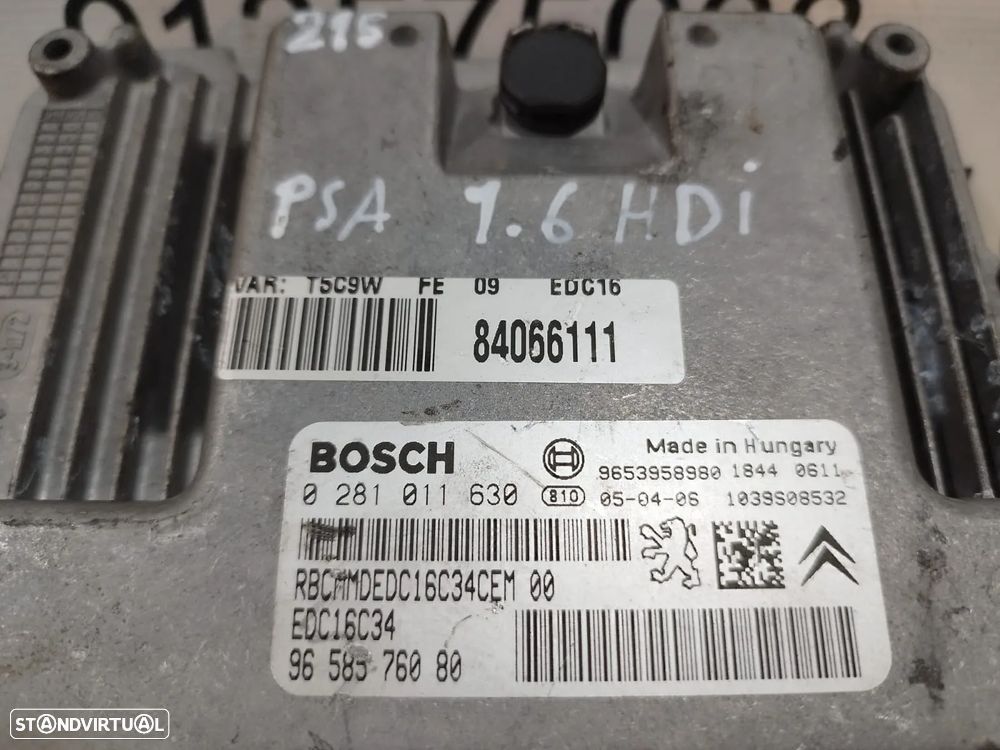 215
PSA 1.6 HDi
VAR: T5C9W FE 09 EDC16
84066111
BOSCH
Made in Hungary
9653958980 1844 0611
0 281 011 630
810
05-04-06 1039S08532
RBCMMDEDC16C34CEM 00
EDC16C34
96 585 760 80
STANDVIRTUAL